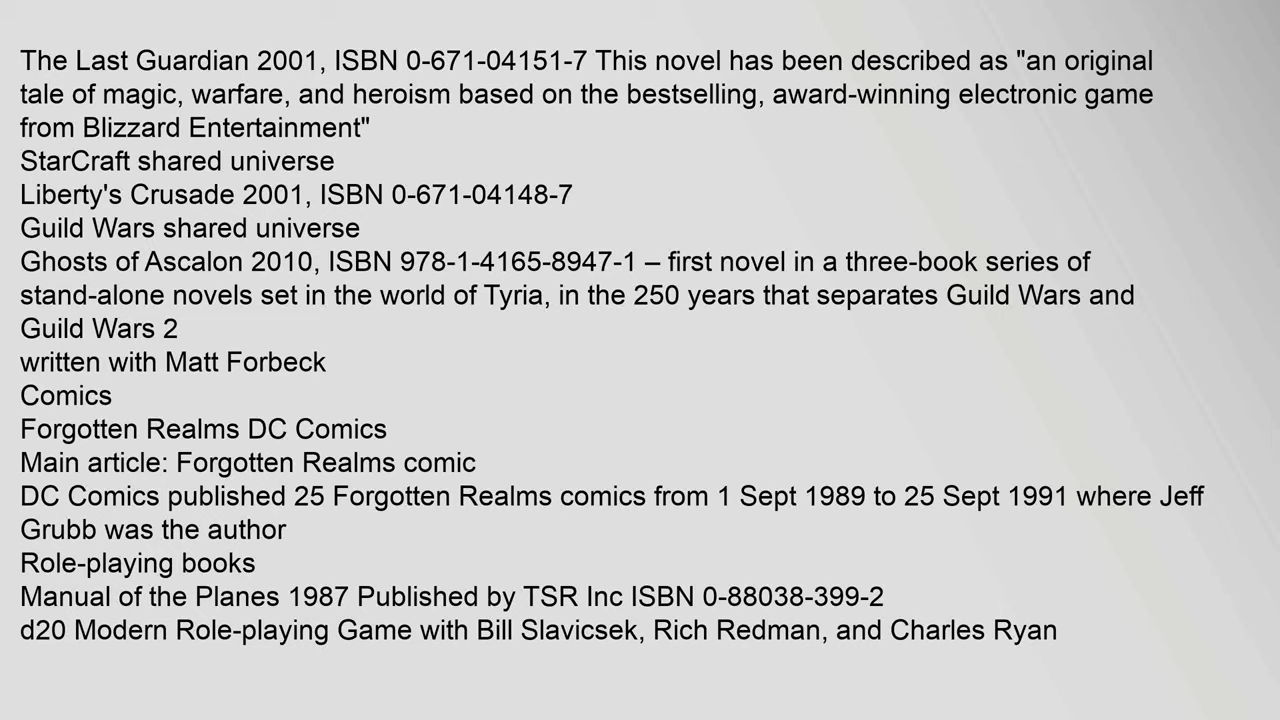 The Last Guardian 2001, ISBN 0-671-04151-7 This novel has been described as "an original
tale of magic, warfare, and heroism based on the bestselling, award-winning electronic game
from Blizzard Entertainment"
StarCraft shared universe
Liberty's Crusade 2001, ISBN 0-671-04148-7
Guild Wars shared universe
Ghosts of Ascalon 2010, ISBN 978-1-4165-8947-1 – first novel in a three-book series of
stand-alone novels set in the world of Tyria, in the 250 years that separates Guild Wars and
Guild Wars 2
written with Matt Forbeck
Comics
Forgotten Realms DC Comics
Main article: Forgotten Realms comic
DC Comics published 25 Forgotten Realms comics from 1 Sept 1989 to 25 Sept 1991 where Jeff
Grubb was the author
Role-playing books
Manual of the Planes 1987 Published by TSR Inc ISBN 0-88038-399-2
d20 Modern Role-playing Game with Bill Slavicsek, Rich Redman, and Charles Ryan